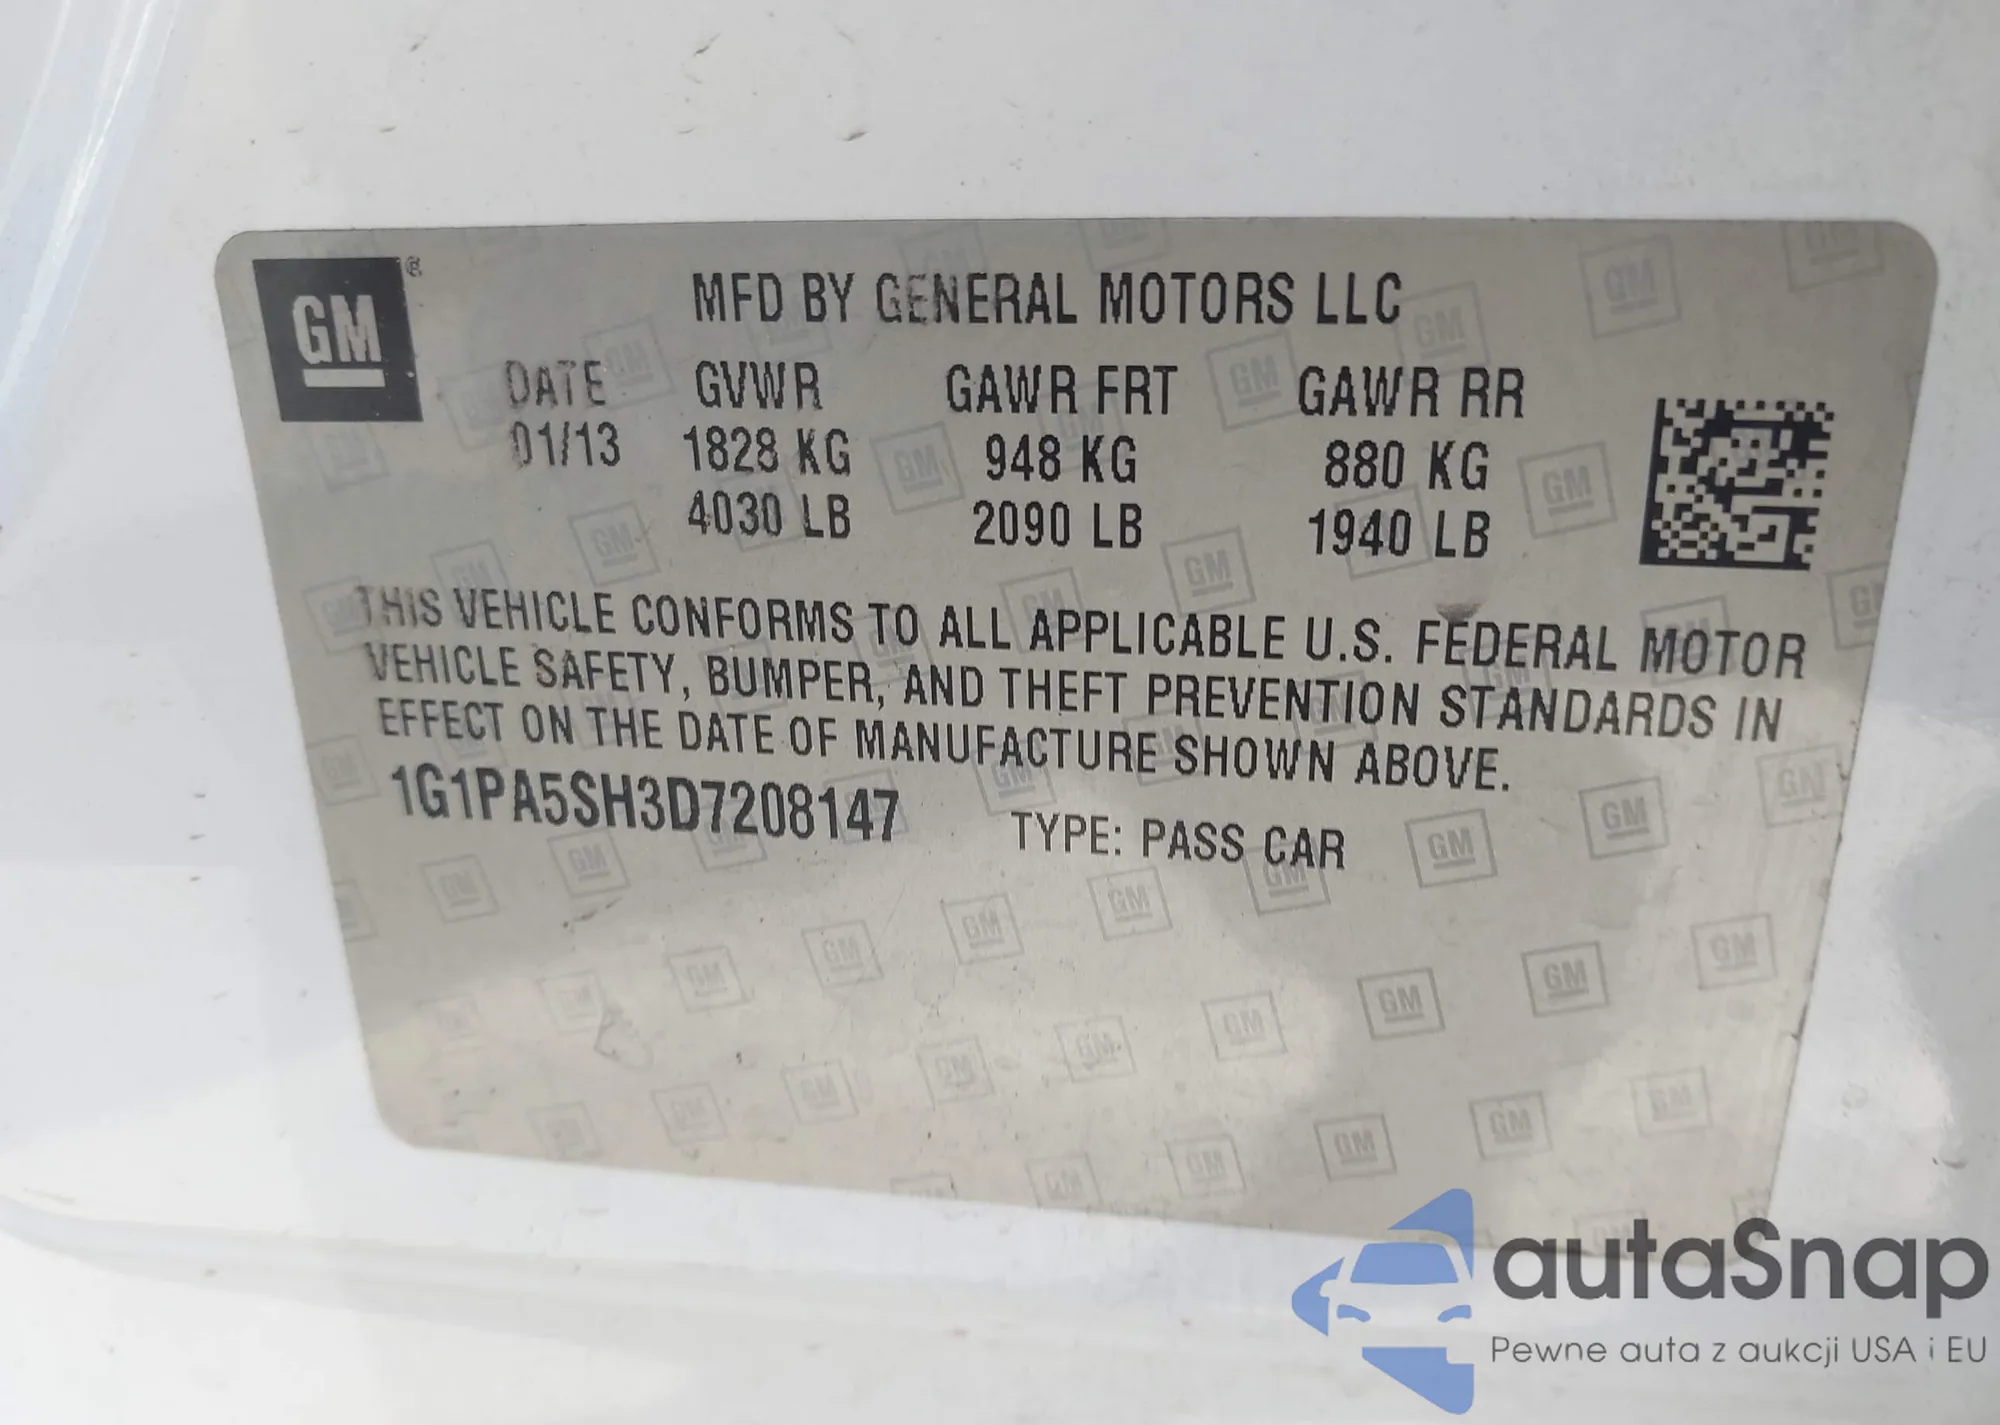 GM
MFD BY GENERAL MOTORS LLC
DATE GVWR GAWR FRT GAWR RR
01/13 1828 KG 948 KG 880 KG
4030 LB 2090 LB 1940 LB
THIS VEHICLE CONFORMS TO ALL APPLICABLE U.S. FEDERAL MOTOR
VEHICLE SAFETY, BUMPER, AND THEFT PREVENTION STANDARDS IN
EFFECT ON THE DATE OF MANUFACTURE SHOWN ABOVE.
1G1PA5SH3D7208147 TYPE: PASS CAR
autaSnap
Pewne auta z aukcji USA i EU